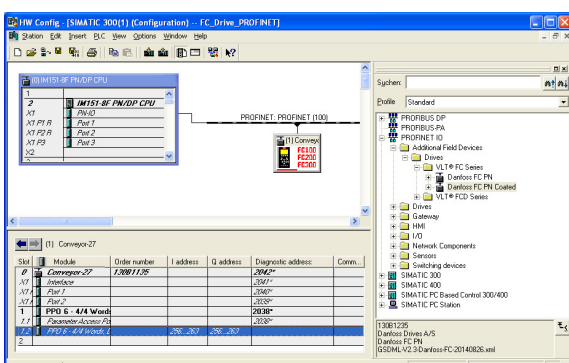 HW Config - [SIMATIC 300(1) (Configuration) -- FC_Drive_PROFINET]
Station Edit Insert PLC View Options Window Help
(0) IM151-8F PN/DP CPU
1
2 IM151-8F PN/DP CPU
X1 PN-IO
X1 P1 R Port 1
X1 P2 R Port 2
X1 P3 Port 3
X2
PROFINET: PROFINET (100)
(1) Convey
FC100
FC200
FC300
Suchen:
Profile Standard
PROFIBUS DP
PROFIBUS-PA
PROFINET IO
Additional Field Devices
Drives
VLT® FC Series
Danfoss FC PN
Danfoss FC PN Coated
VLT® FCD Series
Drives
Gateway
HMI
I/O
Network Components
Sensors
Switching devices
SIMATIC 300
SIMATIC 400
SIMATIC PC Based Control 300/400
SIMATIC PC Station
(1) Conveyor-27
Slot Module Order number I address Q address Diagnostic address: Comm...
0 Conveyor-27 130B1135 2042*
X1 Interface 2041*
X1 Port 1 2040*
X1 Port 2 2039*
1 PPO 6 - 4/4 Words 2038*
1.1 Parameter Access Po 2038*
1.2 PPO 6 - 4/4 Words, 256...263 256...263
2
130B1235
Danfoss Drives A/S
Danfoss FC PN
GSDML-V2.3-Danfoss-FC-20140826.xml